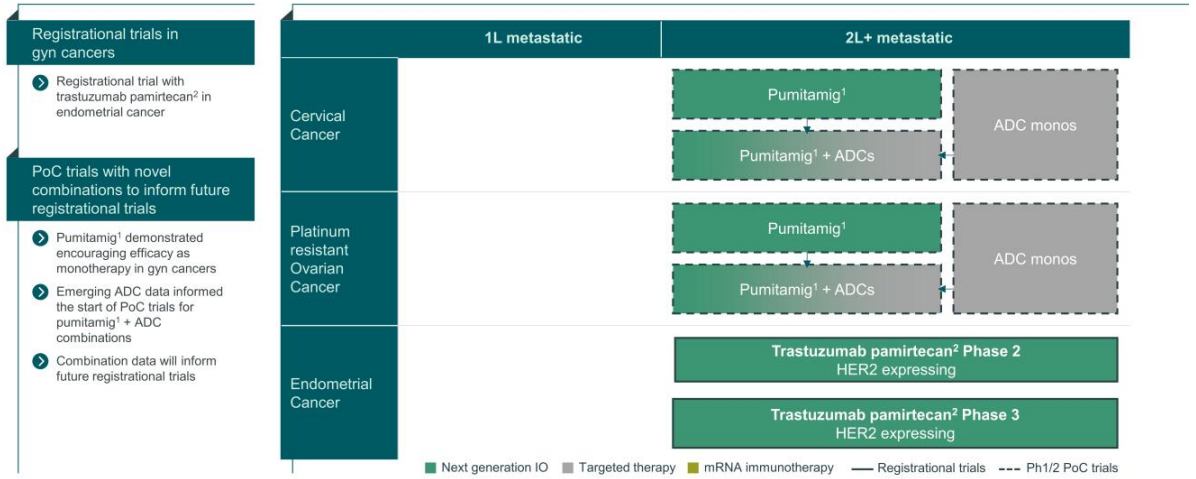 Registrational trials in
gyn cancers
Registrational trial with
trastuzumab pamirtecan² in
endometrial cancer
PoC trials with novel
combinations to inform future
registrational trials
Pumitamig¹ demonstrated
encouraging efficacy as
monotherapy in gyn cancers
Emerging ADC data informed
the start of PoC trials for
pumitamig¹ + ADC
combinations
Combination data will inform
future registrational trials
1L metastatic
2L+ metastatic
Cervical
Cancer
Pumitamig¹
Pumitamig¹ + ADCs
ADC monos
Platinum
resistant
Ovarian
Cancer
Pumitamig¹
Pumitamig¹ + ADCs
ADC monos
Endometrial
Cancer
Trastuzumab pamirtecan² Phase 2
HER2 expressing
Trastuzumab pamirtecan² Phase 3
HER2 expressing
Next generation IO
Targeted therapy
mRNA immunotherapy
Registrational trials
Ph1/2 PoC trials